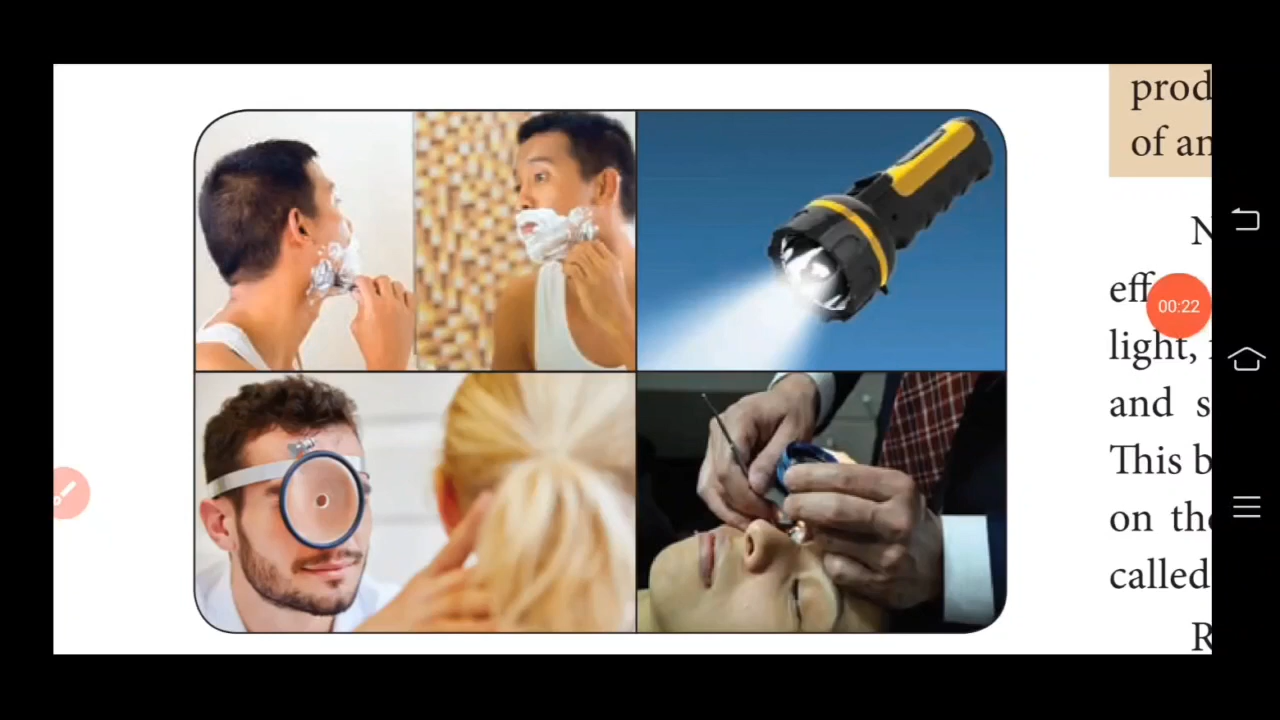 prod
of an
N
eff
light,
and s
This b
on the
called
R
00:22